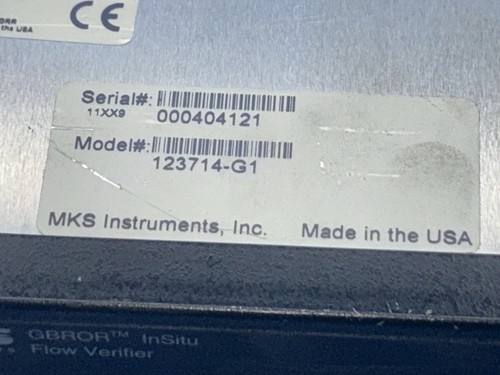 the USA
CE
Serial#:
11XX9 000404121
Model#:
123714-G1
MKS Instruments, Inc. Made in the USA
GBROR™ InSitu
Flow Verifier